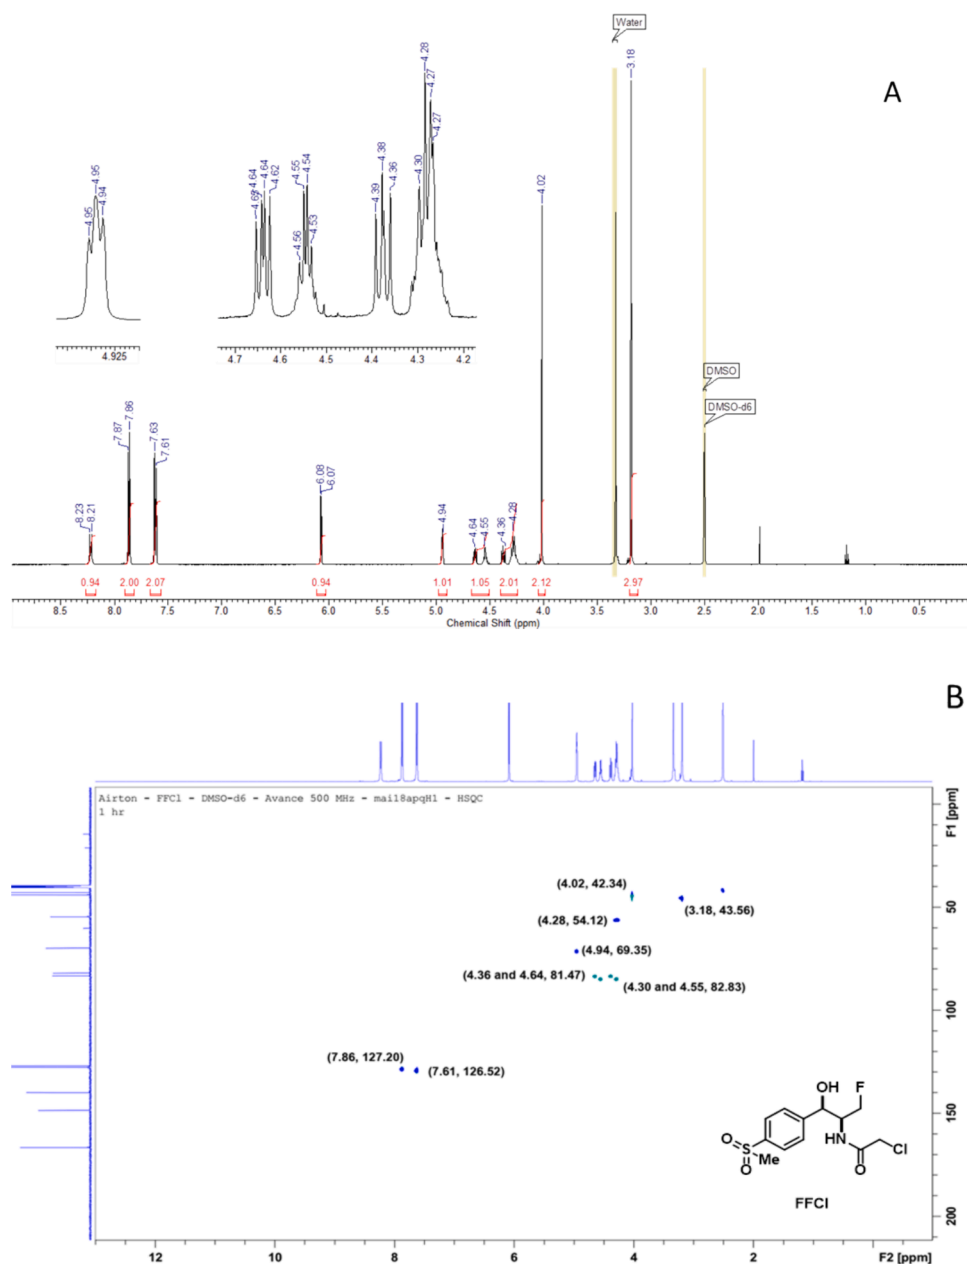 Water
A
3.18
4.28
4.27
4.27
4.30
4.38
4.39
4.36
4.64
4.64
4.62
4.55
4.54
4.56
4.53
4.95
4.95
4.94
4.02
4.925
4.7 4.6 4.5 4.4 4.3 4.2
DMSO
DMSO-d6
7.87
7.86
7.63
7.61
8.23
8.21
6.08
6.07
4.94
4.64
4.55
4.36
4.28
0.94 2.00 2.07 0.94 1.01 1.05 2.01 2.12 2.97
8.5 8.0 7.5 7.0 6.5 6.0 5.5 5.0 4.5 4.0 3.5 3.0 2.5 2.0 1.5 1.0 0.5 0
Chemical Shift (ppm)
B
Airton - FFCl - DMSO-d6 - Avance 500 MHz - mai18apqH1 - HSQC
1 hr
F1 [ppm]
(4.02, 42.34)
50
(3.18, 43.56)
(4.28, 54.12)
(4.94, 69.35)
(4.36 and 4.64, 81.47)
(4.30 and 4.55, 82.83)
100
(7.86, 127.20)
(7.61, 126.52)
150
OH F
HN Cl
O S Me
O
O
FFCl
200
12 10 8 6 4 2 F2 [ppm]